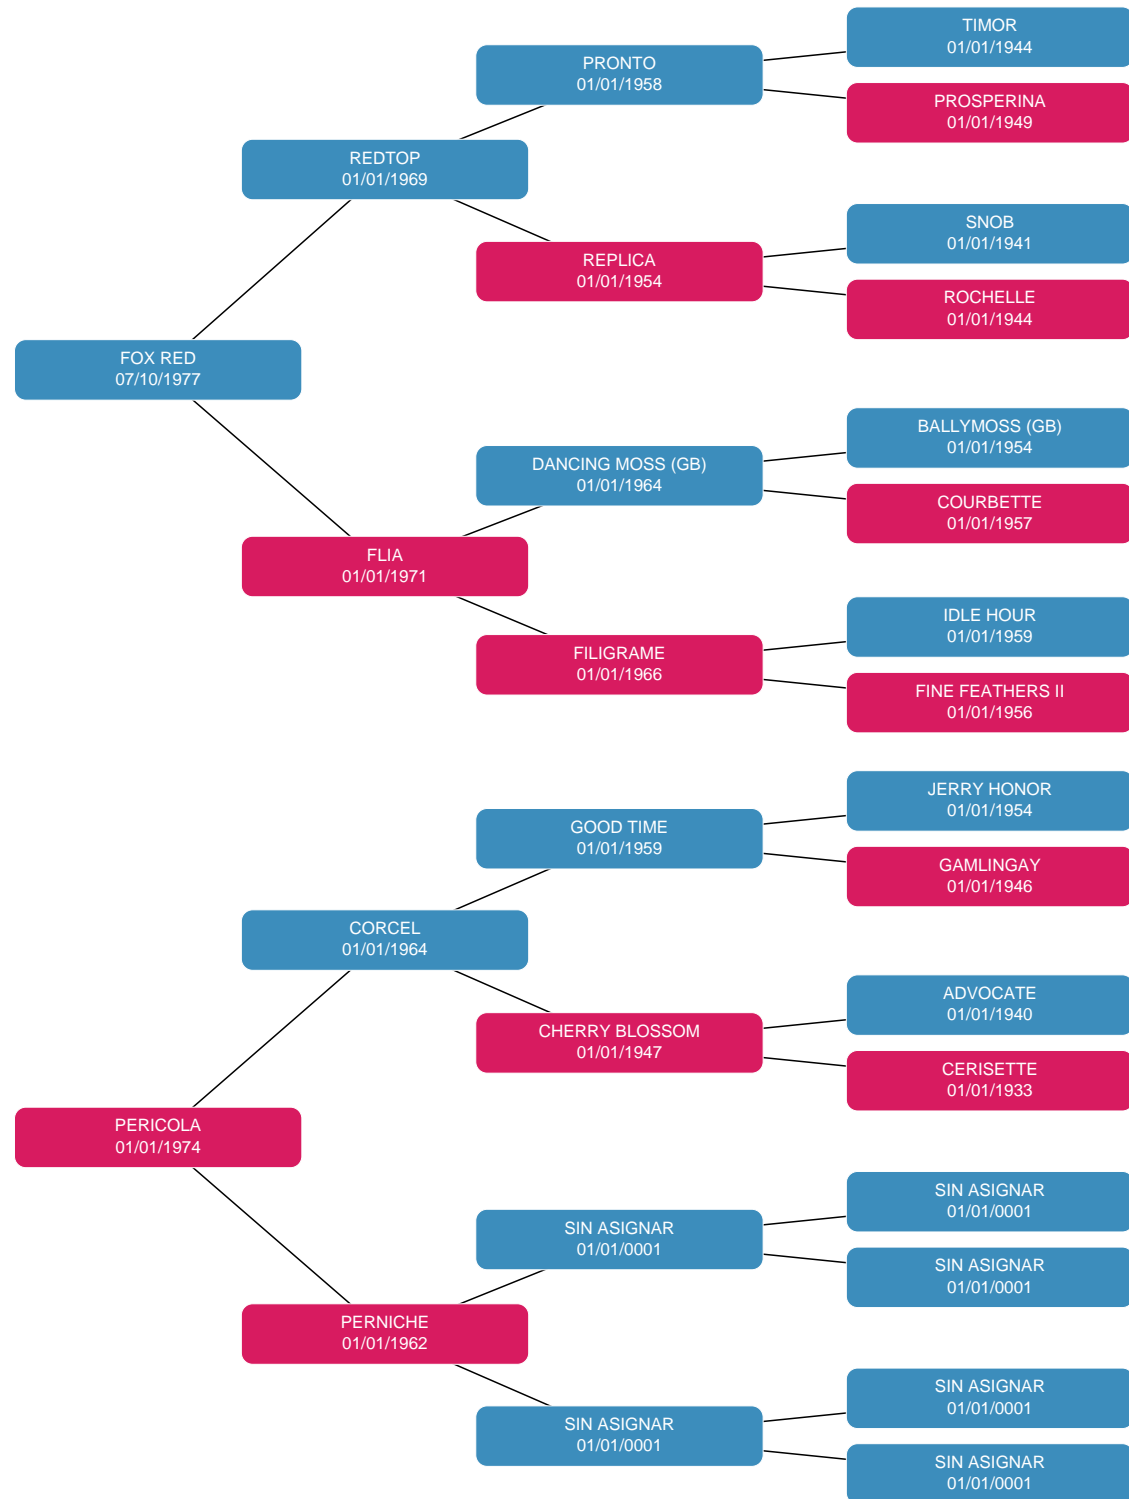 TIMOR
01/01/1944
PRONTO
01/01/1958
PROSPERINA
01/01/1949
REDTOP
01/01/1969
SNOB
01/01/1941
REPLICA
01/01/1954
ROCHELLE
01/01/1944
FOX RED
07/10/1977
BALLYMOSS (GB)
01/01/1954
DANCING MOSS (GB)
01/01/1964
COURBETTE
01/01/1957
FLIA
01/01/1971
IDLE HOUR
01/01/1959
FILIGRAME
01/01/1966
FINE FEATHERS II
01/01/1956
JERRY HONOR
01/01/1954
GOOD TIME
01/01/1959
GAMLINGAY
01/01/1946
CORCEL
01/01/1964
ADVOCATE
01/01/1940
CHERRY BLOSSOM
01/01/1947
CERISETTE
01/01/1933
PERICOLA
01/01/1974
SIN ASIGNAR
01/01/0001
SIN ASIGNAR
01/01/0001
SIN ASIGNAR
01/01/0001
PERNICHE
01/01/1962
SIN ASIGNAR
01/01/0001
SIN ASIGNAR
01/01/0001
SIN ASIGNAR
01/01/0001